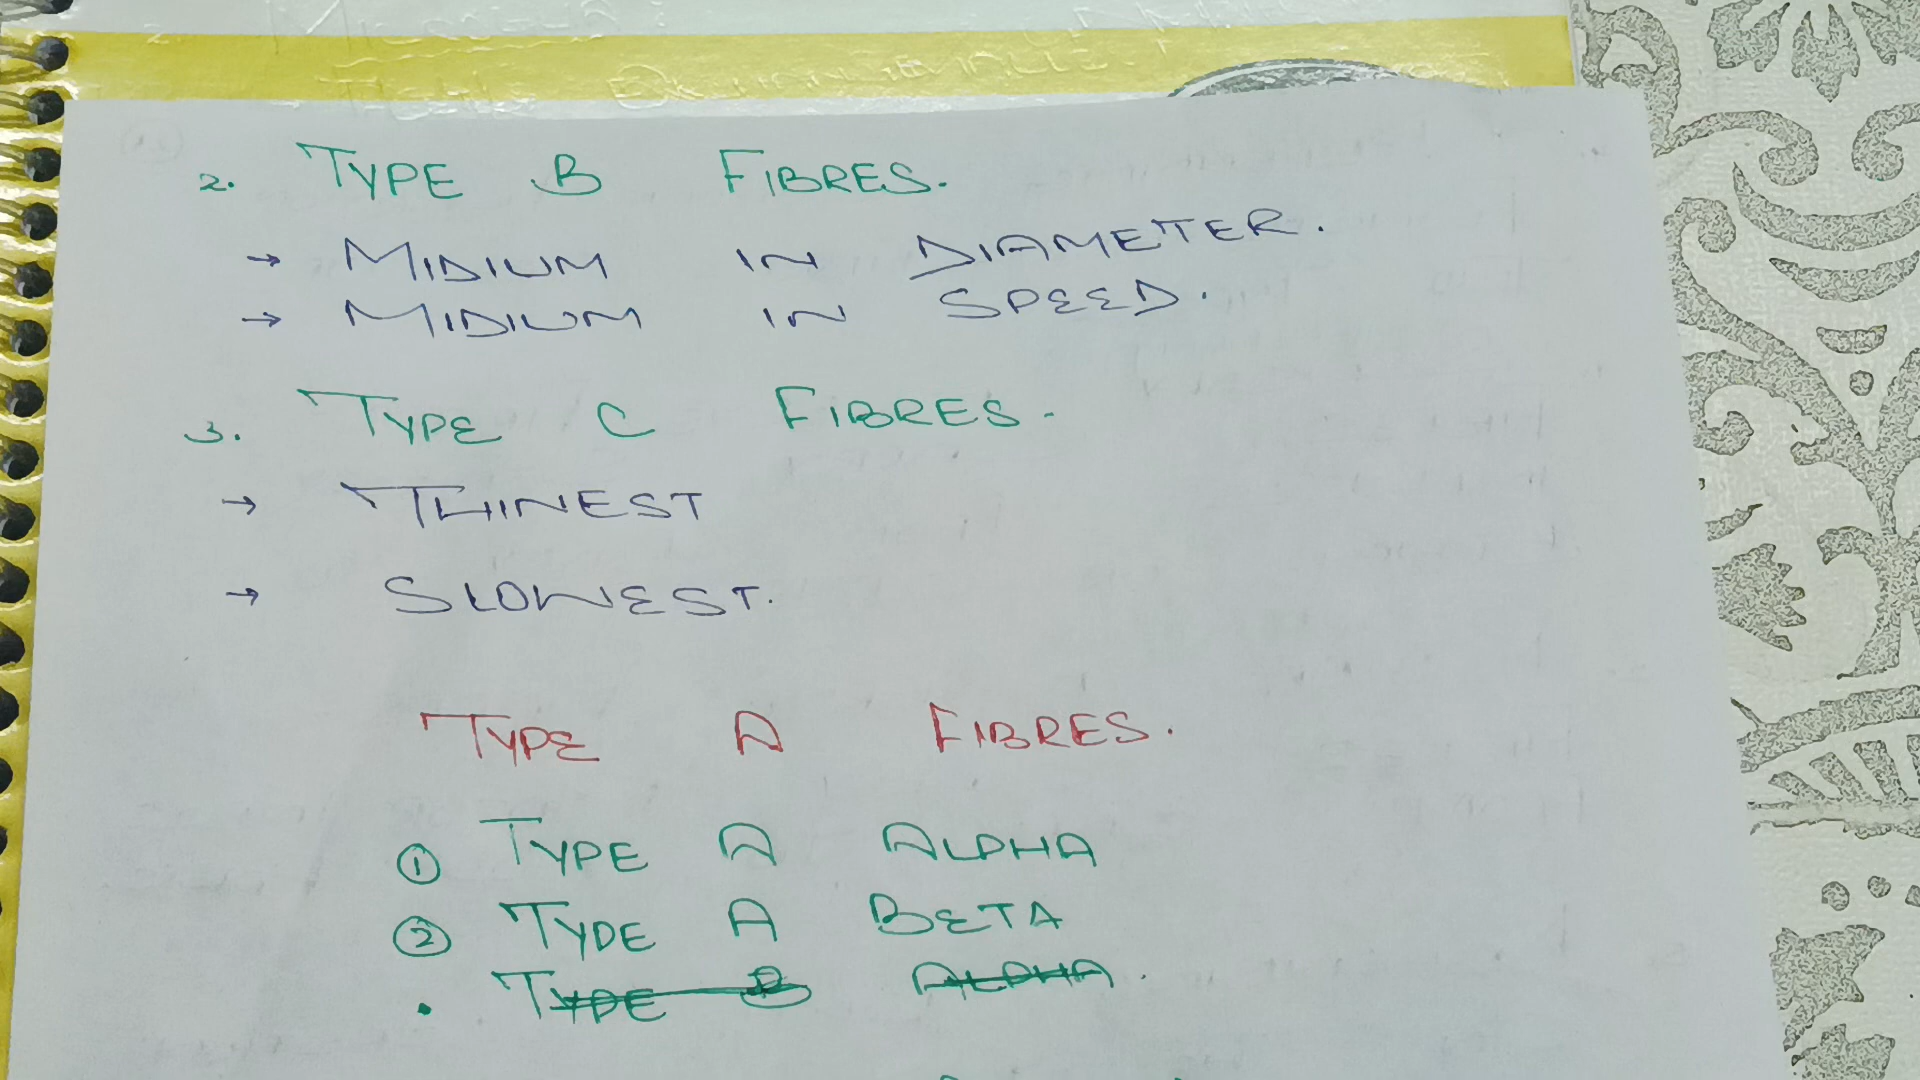 2. TYPE B FIBRES.
→ MIDIUM IN DIAMETER.
→ MIDIUM IN SPEED.
3. TYPE C FIBRES.
→ THINEST
→ SLOWEST.
TYPE A FIBRES.
① TYPE A ALPHA
② TYPE A BETA
• TYPE B ALPHA.